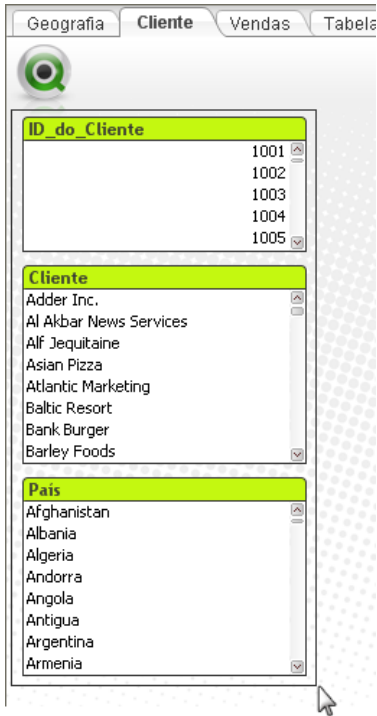 Geografia
Cliente
Vendas
Tabela
ID_do_Cliente
1001
1002
1003
1004
1005
Cliente
Adder Inc.
Al Akbar News Services
Alf Jequitaine
Asian Pizza
Atlantic Marketing
Baltic Resort
Bank Burger
Barley Foods
País
Afghanistan
Albania
Algeria
Andorra
Angola
Antigua
Argentina
Armenia